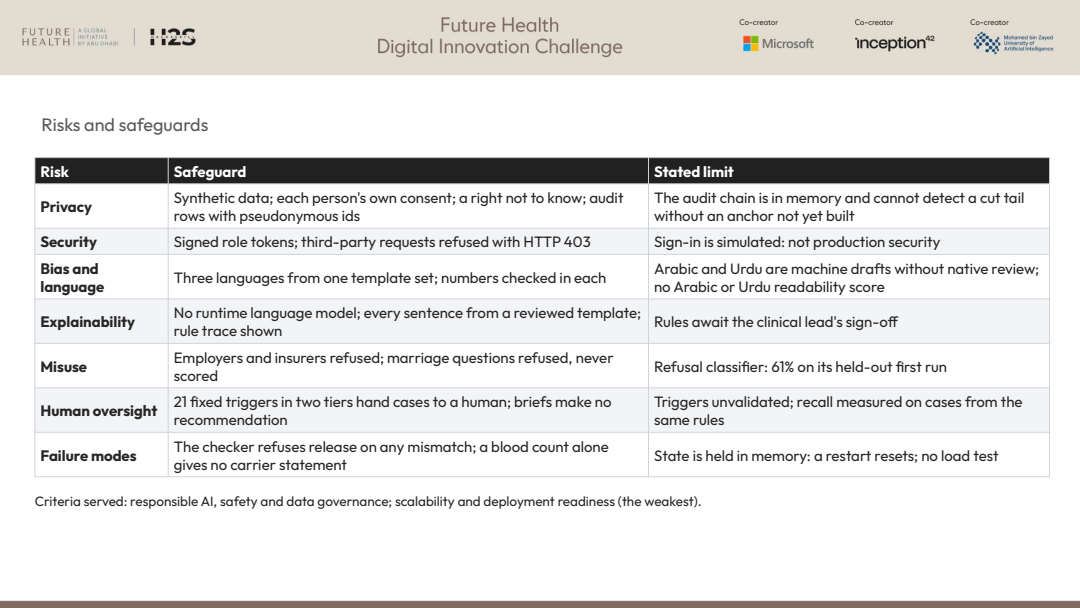 FUTURE HEALTH
A GLOBAL INITIATIVE BY ABU DHABI
H2S
Future Health
Digital Innovation Challenge
Co-creator
Microsoft
Co-creator
inception42
Co-creator
Mohamed bin Zayed
University of
Artificial Intelligence
Risks and safeguards
Risk Safeguard Stated limit
Privacy
Synthetic data; each person's own consent; a right not to know; audit
rows with pseudonymous ids
The audit chain is in memory and cannot detect a cut tail
without an anchor not yet built
Security
Signed role tokens; third-party requests refused with HTTP 403
Sign-in is simulated: not production security
Bias and
language
Three languages from one template set; numbers checked in each
Arabic and Urdu are machine drafts without native review;
no Arabic or Urdu readability score
Explainability
No runtime language model; every sentence from a reviewed template;
rule trace shown
Rules await the clinical lead's sign-off
Misuse
Employers and insurers refused; marriage questions refused, never
scored
Refusal classifier: 61% on its held-out first run
Human oversight
21 fixed triggers in two tiers hand cases to a human; briefs make no
recommendation
Triggers unvalidated; recall measured on cases from the
same rules
Failure modes
The checker refuses release on any mismatch; a blood count alone
gives no carrier statement
State is held in memory: a restart resets; no load test
Criteria served: responsible AI, safety and data governance; scalability and deployment readiness (the weakest).